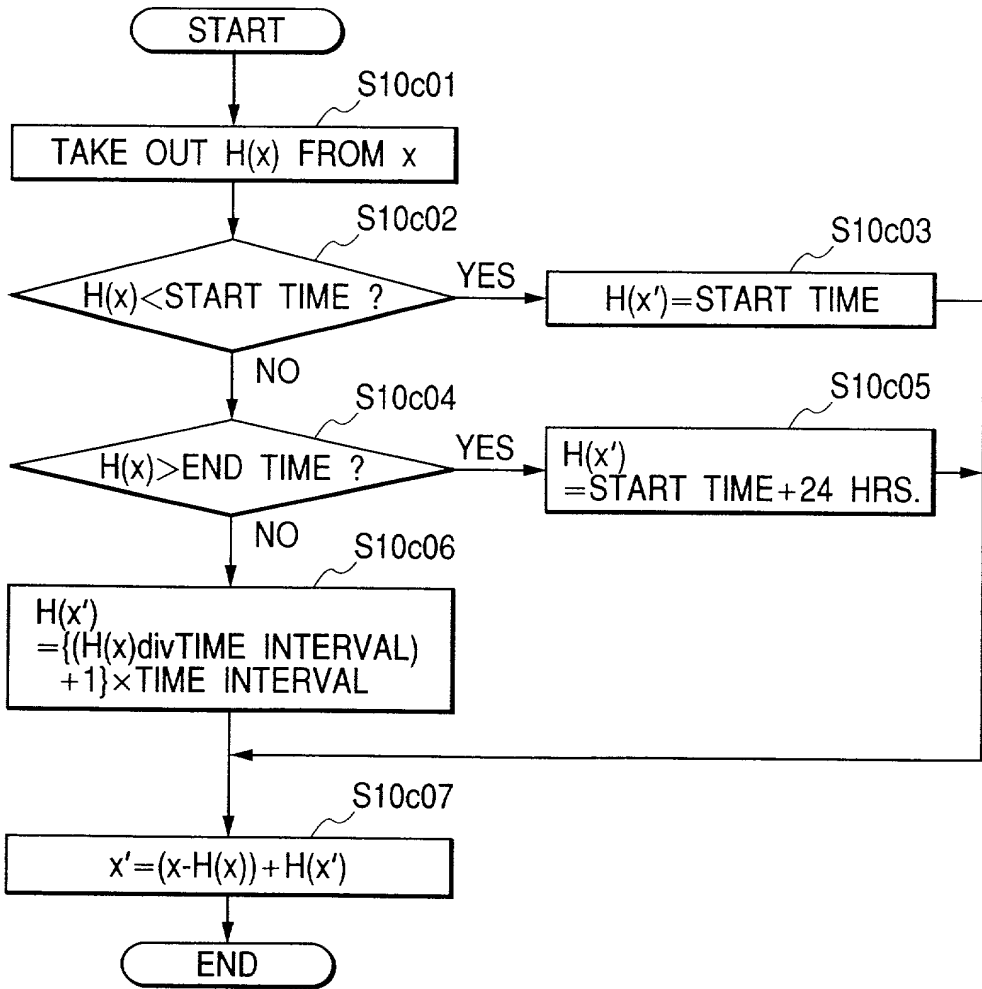 START
S10c01
TAKE OUT H(x) FROM x
S10c02
H(x)<START TIME ?
YES
S10c03
H(x')=START TIME
NO
S10c04
H(x)>END TIME ?
YES
S10c05
H(x')
=START TIME+24 HRS.
NO
S10c06
H(x')
={(H(x)divTIME INTERVAL)
+1}×TIME INTERVAL
S10c07
x'=(x-H(x))+H(x')
END